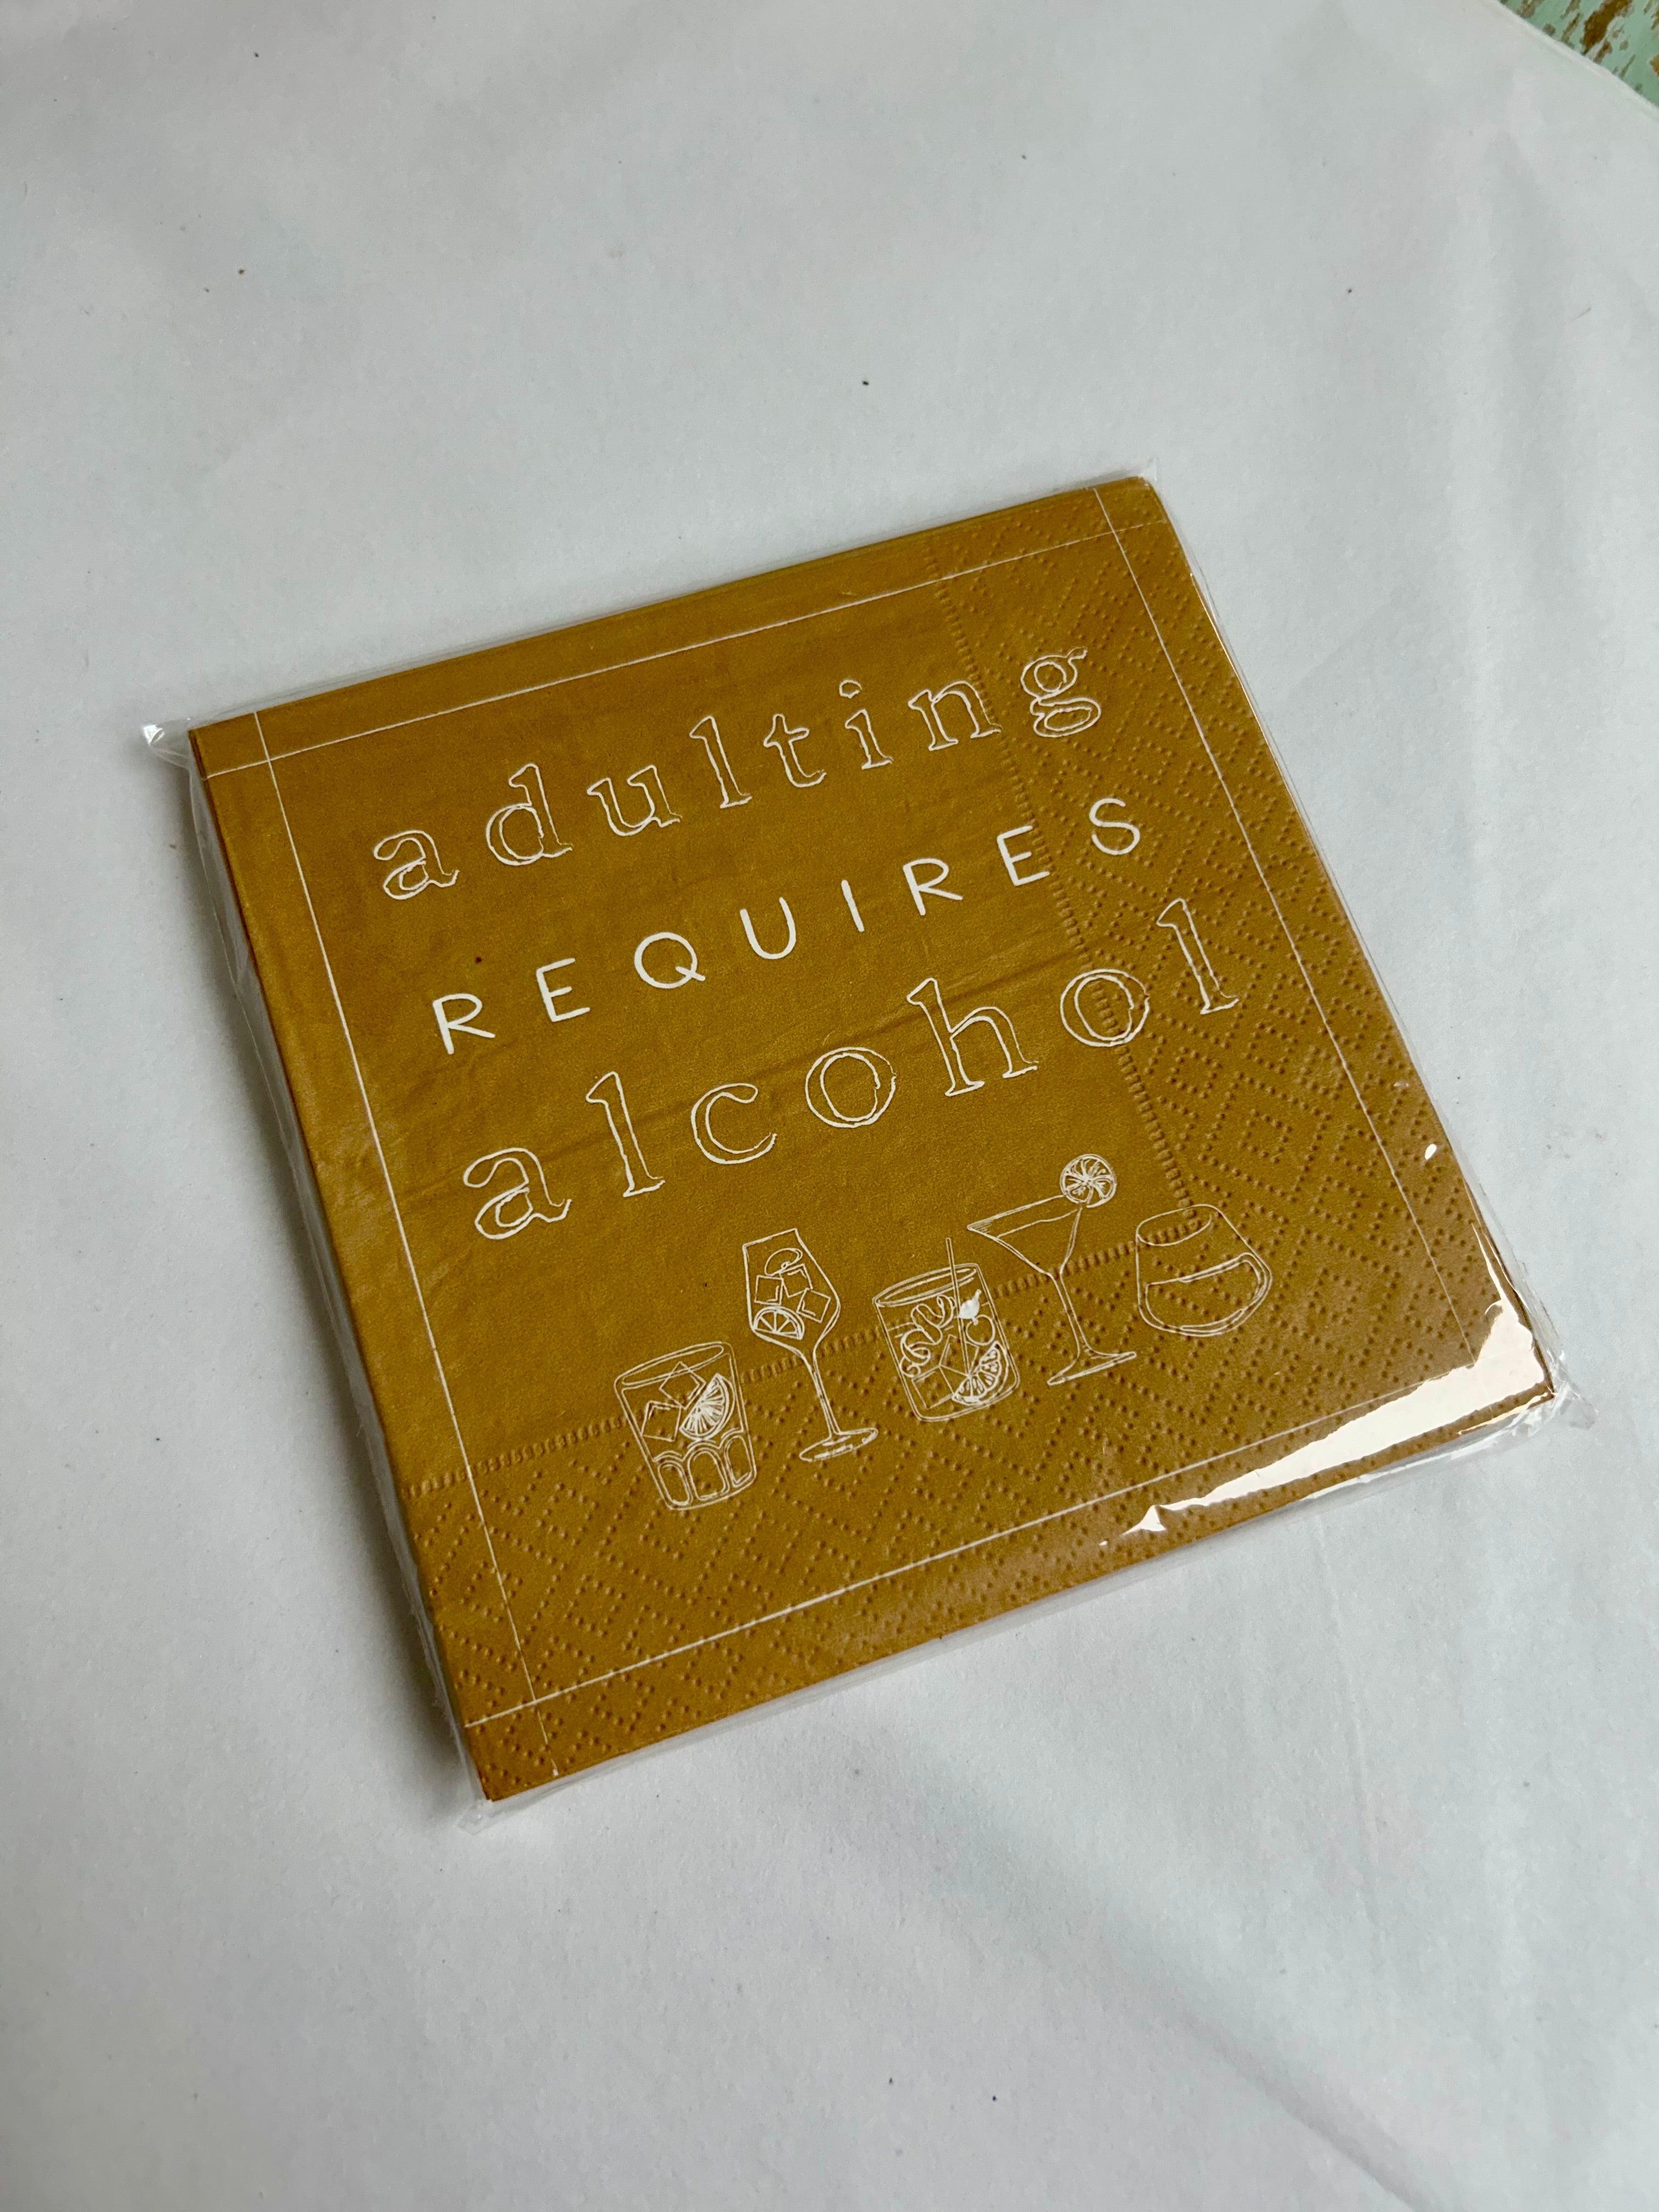 adulting
REQUIRES
alcohol